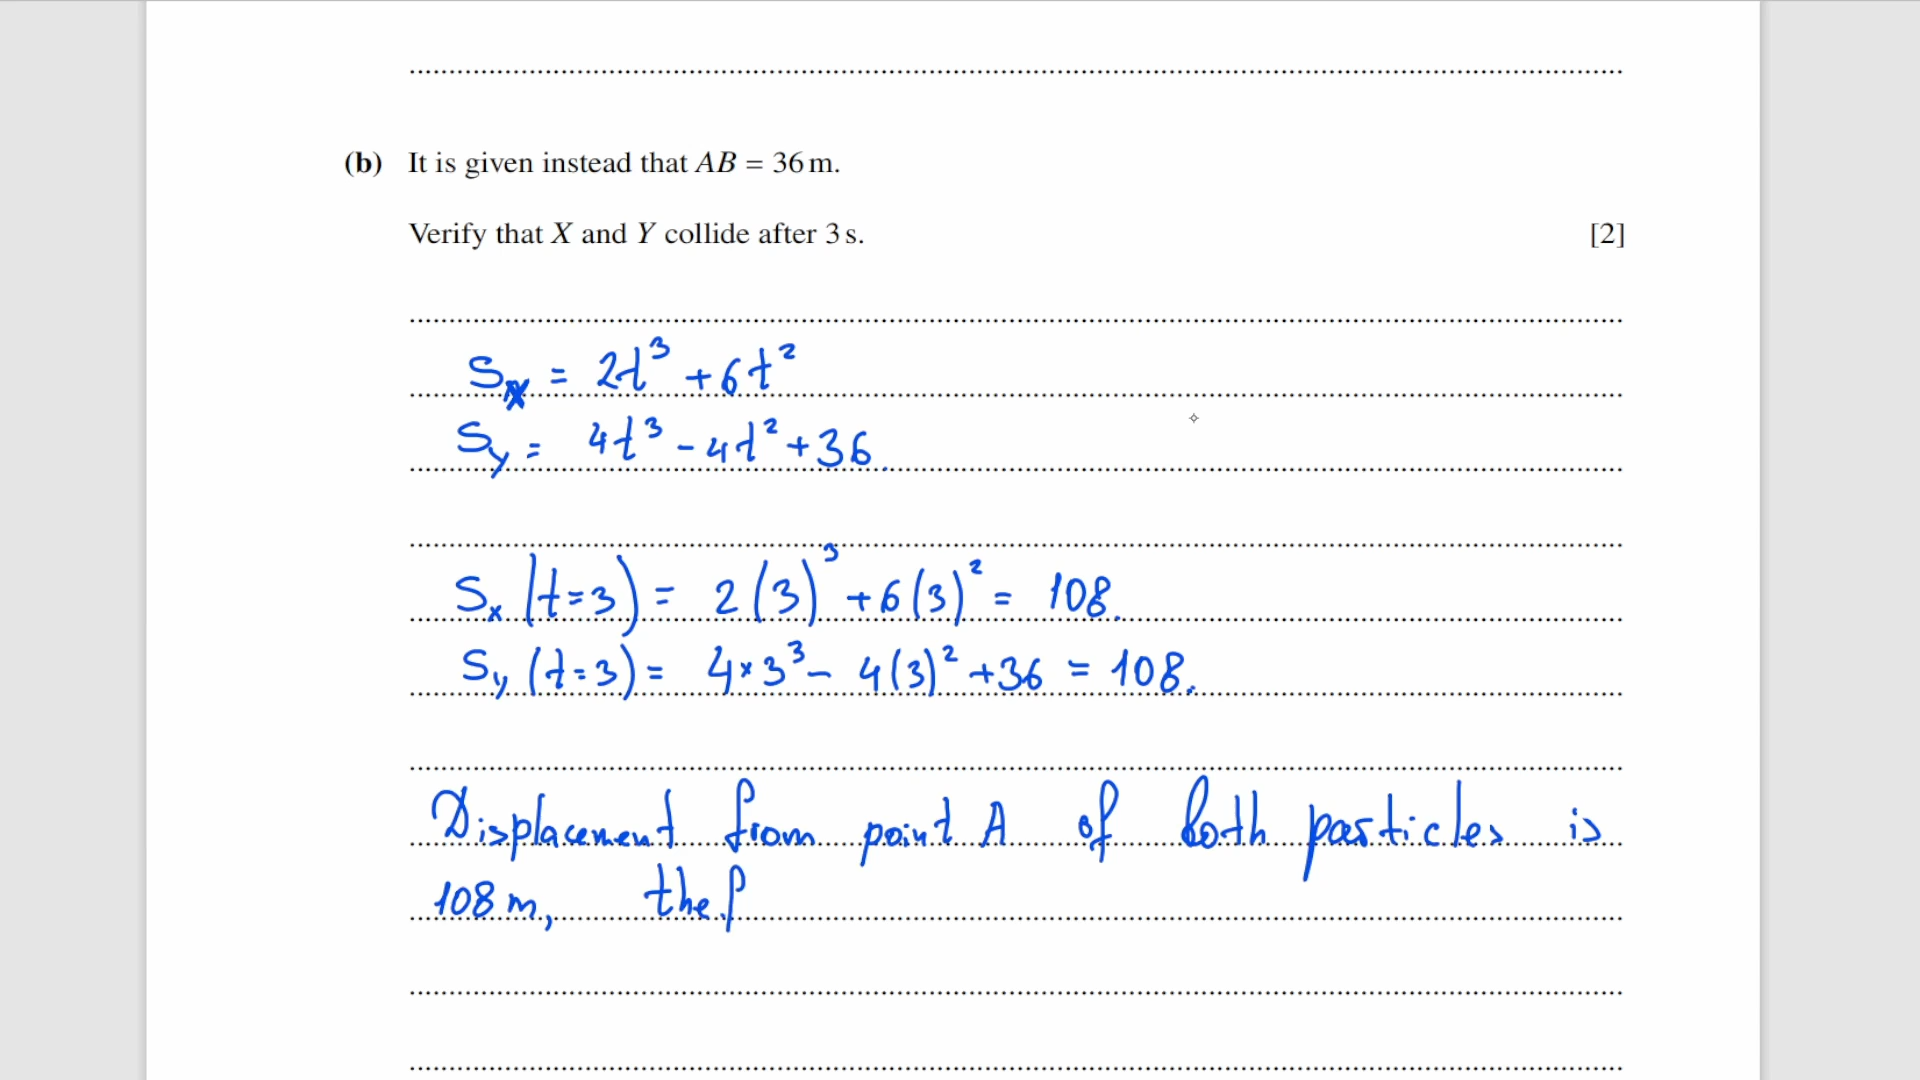 (b) It is given instead that AB = 36 m.
Verify that X and Y collide after 3 s. [2]
Sx = 2t³ + 6t²
Sy = 4t³ - 4t² + 36.
Sx (t=3) = 2(3)³ + 6(3)² = 108.
Sy (t=3) = 4×3³ - 4(3)² + 36 = 108.
Displacement from point A of both particles is
108 m, the